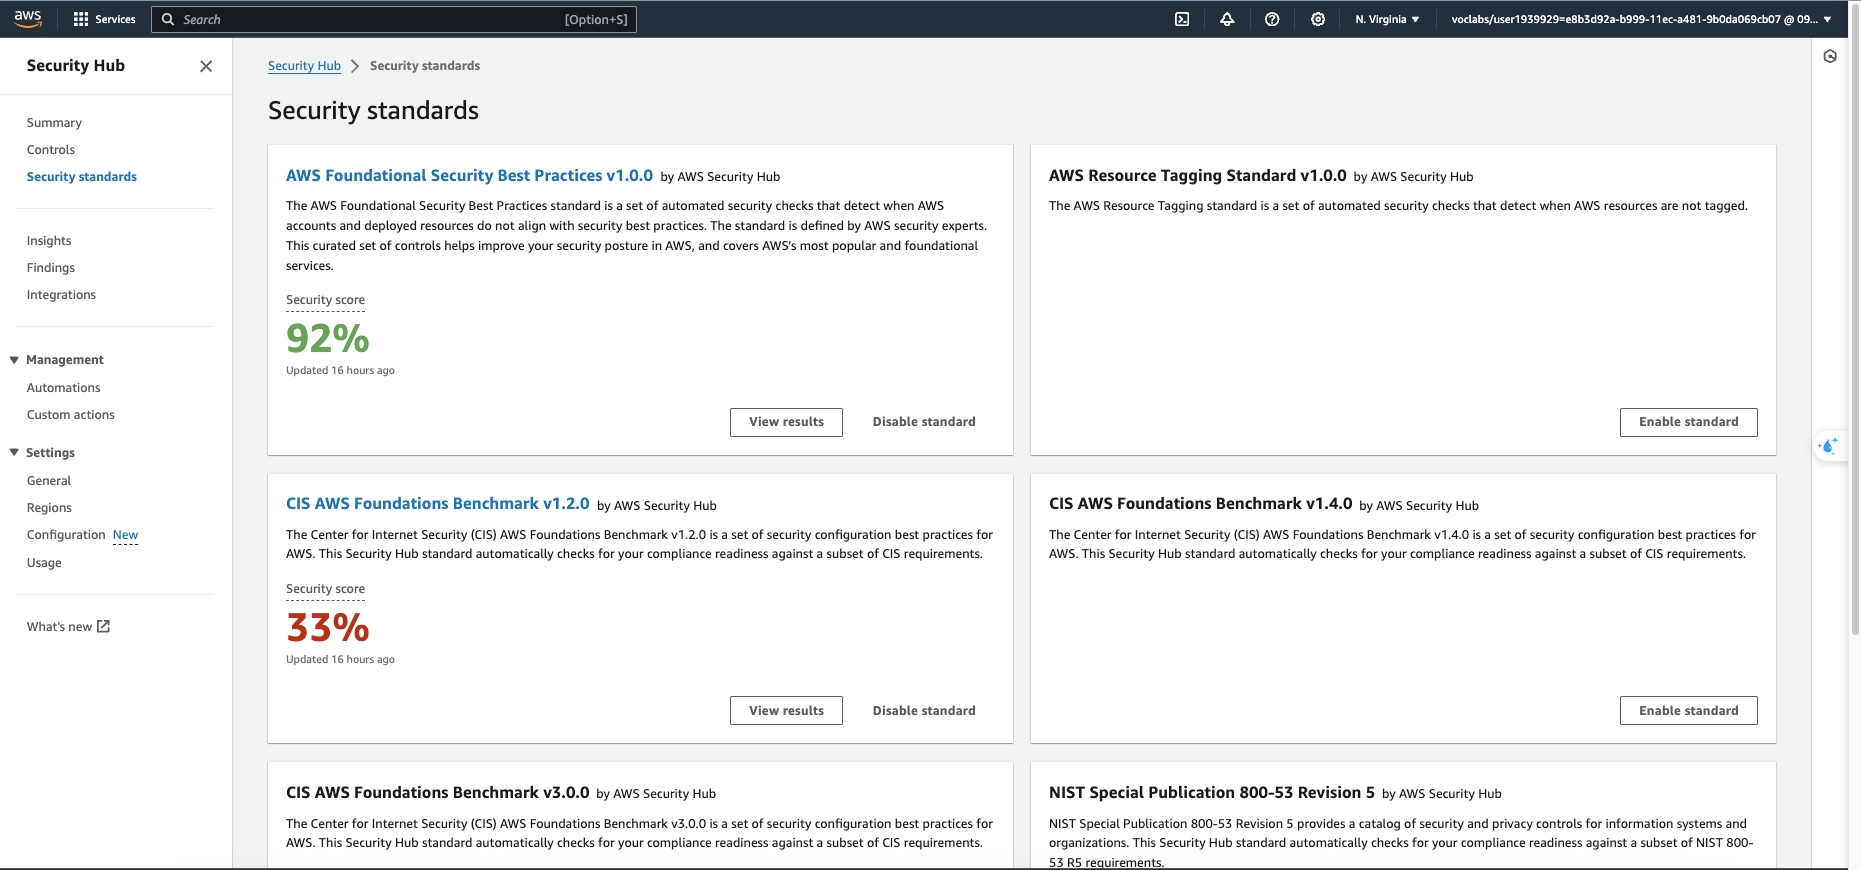 aws
Services
Search
[Option+S]
N. Virginia
voclabs/user1939929=e8b3d92a-b999-11ec-a481-9b0da069cb07 @ 09...
Security Hub
Summary
Controls
Security standards
Insights
Findings
Integrations
Management
Automations
Custom actions
Settings
General
Regions
Configuration New
Usage
What's new
Security Hub > Security standards
Security standards
AWS Foundational Security Best Practices v1.0.0 by AWS Security Hub
The AWS Foundational Security Best Practices standard is a set of automated security checks that detect when AWS
accounts and deployed resources do not align with security best practices. The standard is defined by AWS security experts.
This curated set of controls helps improve your security posture in AWS, and covers AWS's most popular and foundational
services.
Security score
92%
Updated 16 hours ago
View results
Disable standard
AWS Resource Tagging Standard v1.0.0 by AWS Security Hub
The AWS Resource Tagging standard is a set of automated security checks that detect when AWS resources are not tagged.
Enable standard
CIS AWS Foundations Benchmark v1.2.0 by AWS Security Hub
The Center for Internet Security (CIS) AWS Foundations Benchmark v1.2.0 is a set of security configuration best practices for
AWS. This Security Hub standard automatically checks for your compliance readiness against a subset of CIS requirements.
Security score
33%
Updated 16 hours ago
View results
Disable standard
CIS AWS Foundations Benchmark v1.4.0 by AWS Security Hub
The Center for Internet Security (CIS) AWS Foundations Benchmark v1.4.0 is a set of security configuration best practices for
AWS. This Security Hub standard automatically checks for your compliance readiness against a subset of CIS requirements.
Enable standard
CIS AWS Foundations Benchmark v3.0.0 by AWS Security Hub
The Center for Internet Security (CIS) AWS Foundations Benchmark v3.0.0 is a set of security configuration best practices for
AWS. This Security Hub standard automatically checks for your compliance readiness against a subset of CIS requirements.
NIST Special Publication 800-53 Revision 5 by AWS Security Hub
NIST Special Publication 800-53 Revision 5 provides a catalog of security and privacy controls for information systems and
organizations. This Security Hub standard automatically checks for your compliance readiness against a subset of NIST 800-
53 R5 requirements.